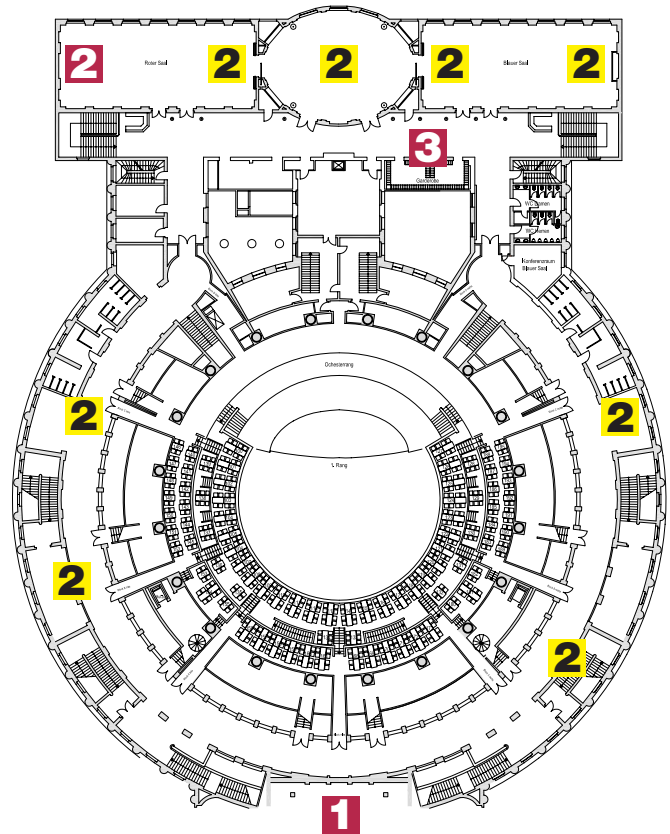 2
Roter Saal
2
2
2
Blauer Saal
2
3
Garderobe
WC Damen
WC Herren
Konferenzraum
Blauer Saal
Ochesterrang
2
2
1. Rang
2
2
1